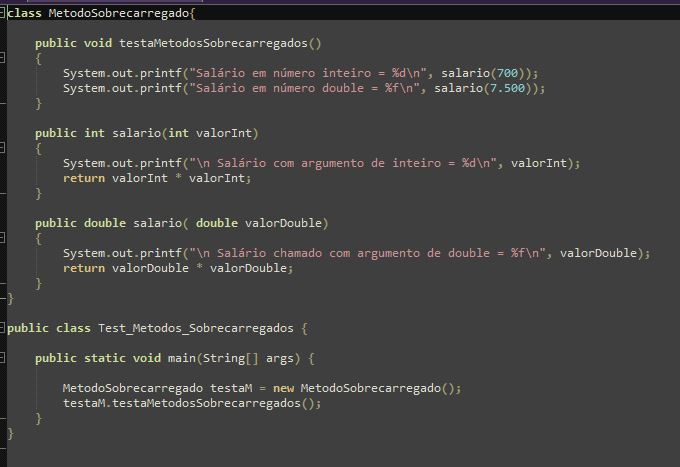 class MetodoSobrecarregado{
public void testaMetodosSobrecarregados()
{
System.out.printf("Salário em número inteiro = %d\n", salario(700));
System.out.printf("Salário em número double = %f\n", salario(7.500));
}
public int salario(int valorInt)
{
System.out.printf("\n Salário com argumento de inteiro = %d\n", valorInt);
return valorInt * valorInt;
}
public double salario( double valorDouble)
{
System.out.printf("\n Salário chamado com argumento de double = %f\n", valorDouble);
return valorDouble * valorDouble;
}
}
public class Test_Metodos_Sobrecarregados {
public static void main(String[] args) {
MetodoSobrecarregado testaM = new MetodoSobrecarregado();
testaM.testaMetodosSobrecarregados();
}
}